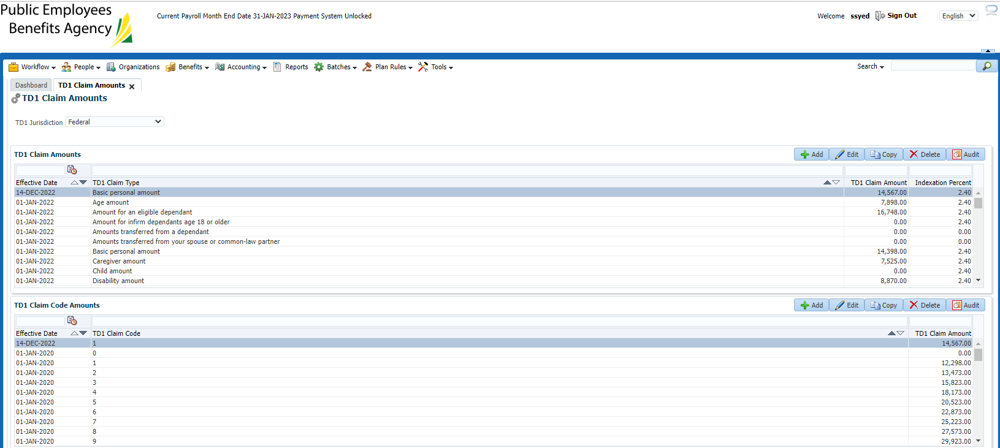 Public Employees
Benefits Agency
Current Payroll Month End Date 31-JAN-2023 Payment System Unlocked
Welcome ssyed Sign Out English
Workflow People Organizations Benefits Accounting Reports Batches Plan Rules Tools Search
Dashboard TD1 Claim Amounts
TD1 Claim Amounts
TD1 Jurisdiction Federal
TD1 Claim Amounts Add Edit Copy Delete Audit
Effective Date TD1 Claim Type TD1 Claim Amount Indexation Percent
14-DEC-2022 Basic personal amount 14,567.00 2.40
01-JAN-2022 Age amount 7,898.00 2.40
01-JAN-2022 Amount for an eligible dependant 16,748.00 2.40
01-JAN-2022 Amount for infirm dependants age 18 or older 0.00 2.40
01-JAN-2022 Amounts transferred from a dependant 0.00 0.00
01-JAN-2022 Amounts transferred from your spouse or common-law partner 0.00 0.00
01-JAN-2022 Basic personal amount 14,398.00 2.40
01-JAN-2022 Caregiver amount 7,525.00 2.40
01-JAN-2022 Child amount 0.00 2.40
01-JAN-2022 Disability amount 8,870.00 2.40
TD1 Claim Code Amounts Add Edit Copy Delete Audit
Effective Date TD1 Claim Code TD1 Claim Amount
14-DEC-2022 1 14,567.00
01-JAN-2020 0 0.00
01-JAN-2020 1 12,298.00
01-JAN-2020 2 13,473.00
01-JAN-2020 3 15,823.00
01-JAN-2020 4 18,173.00
01-JAN-2020 5 20,523.00
01-JAN-2020 6 22,873.00
01-JAN-2020 7 25,223.00
01-JAN-2020 8 27,573.00
01-JAN-2020 9 29,923.00